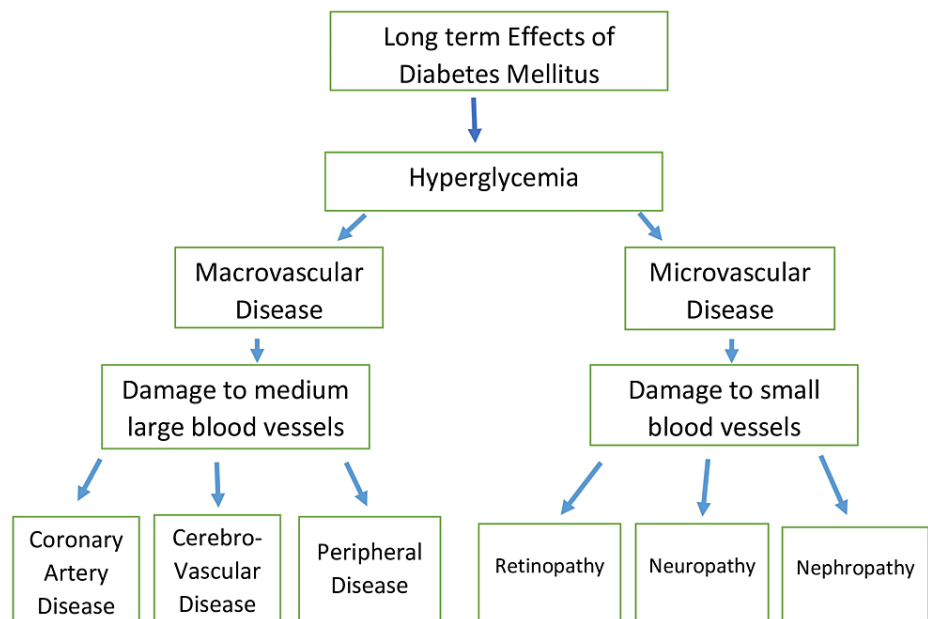 Long term Effects of
Diabetes Mellitus
Hyperglycemia
Macrovascular
Disease
Microvascular
Disease
Damage to medium
large blood vessels
Damage to small
blood vessels
Coronary
Artery
Disease
Cerebro-
Vascular
Disease
Peripheral
Disease
Retinopathy
Neuropathy
Nephropathy